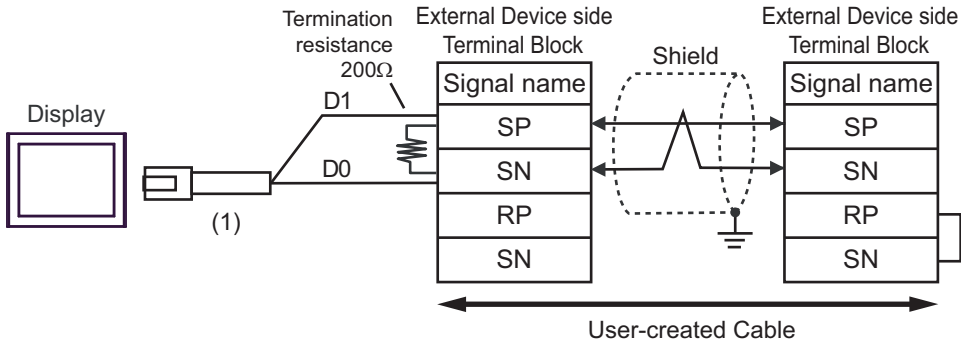 Termination
resistance
200Ω
External Device side
Terminal Block
Shield
External Device side
Terminal Block
Display
D1
D0
(1)
Signal name
SP
SN
RP
SN
Signal name
SP
SN
RP
SN
User-created Cable